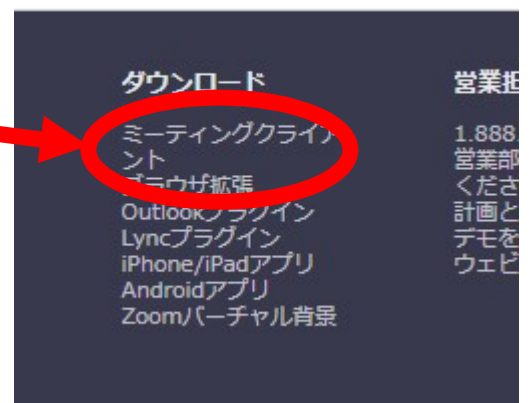 ダウンロード
ミーティングクライア
ント
ブラウザ拡張
Outlookプラグイン
Lyncプラグイン
iPhone/iPadアプリ
Androidアプリ
Zoomバーチャル背景
営業担
1.888.
営業部
くださ
計画と
デモを
ウェビ